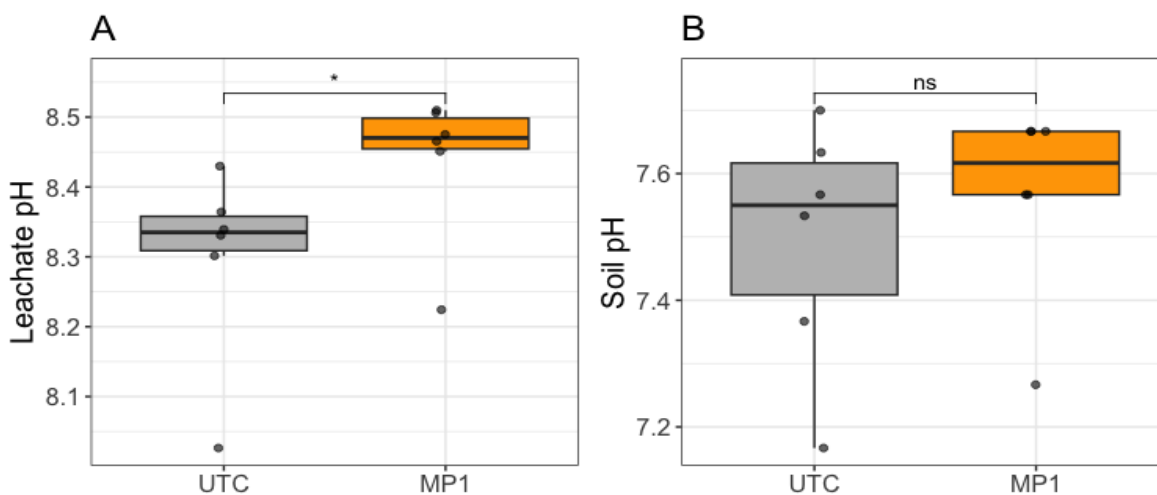 A
Leachate pH
8.5
8.4
8.3
8.2
8.1
*
UTC
MP1
B
Soil pH
7.6
7.4
7.2
ns
UTC
MP1